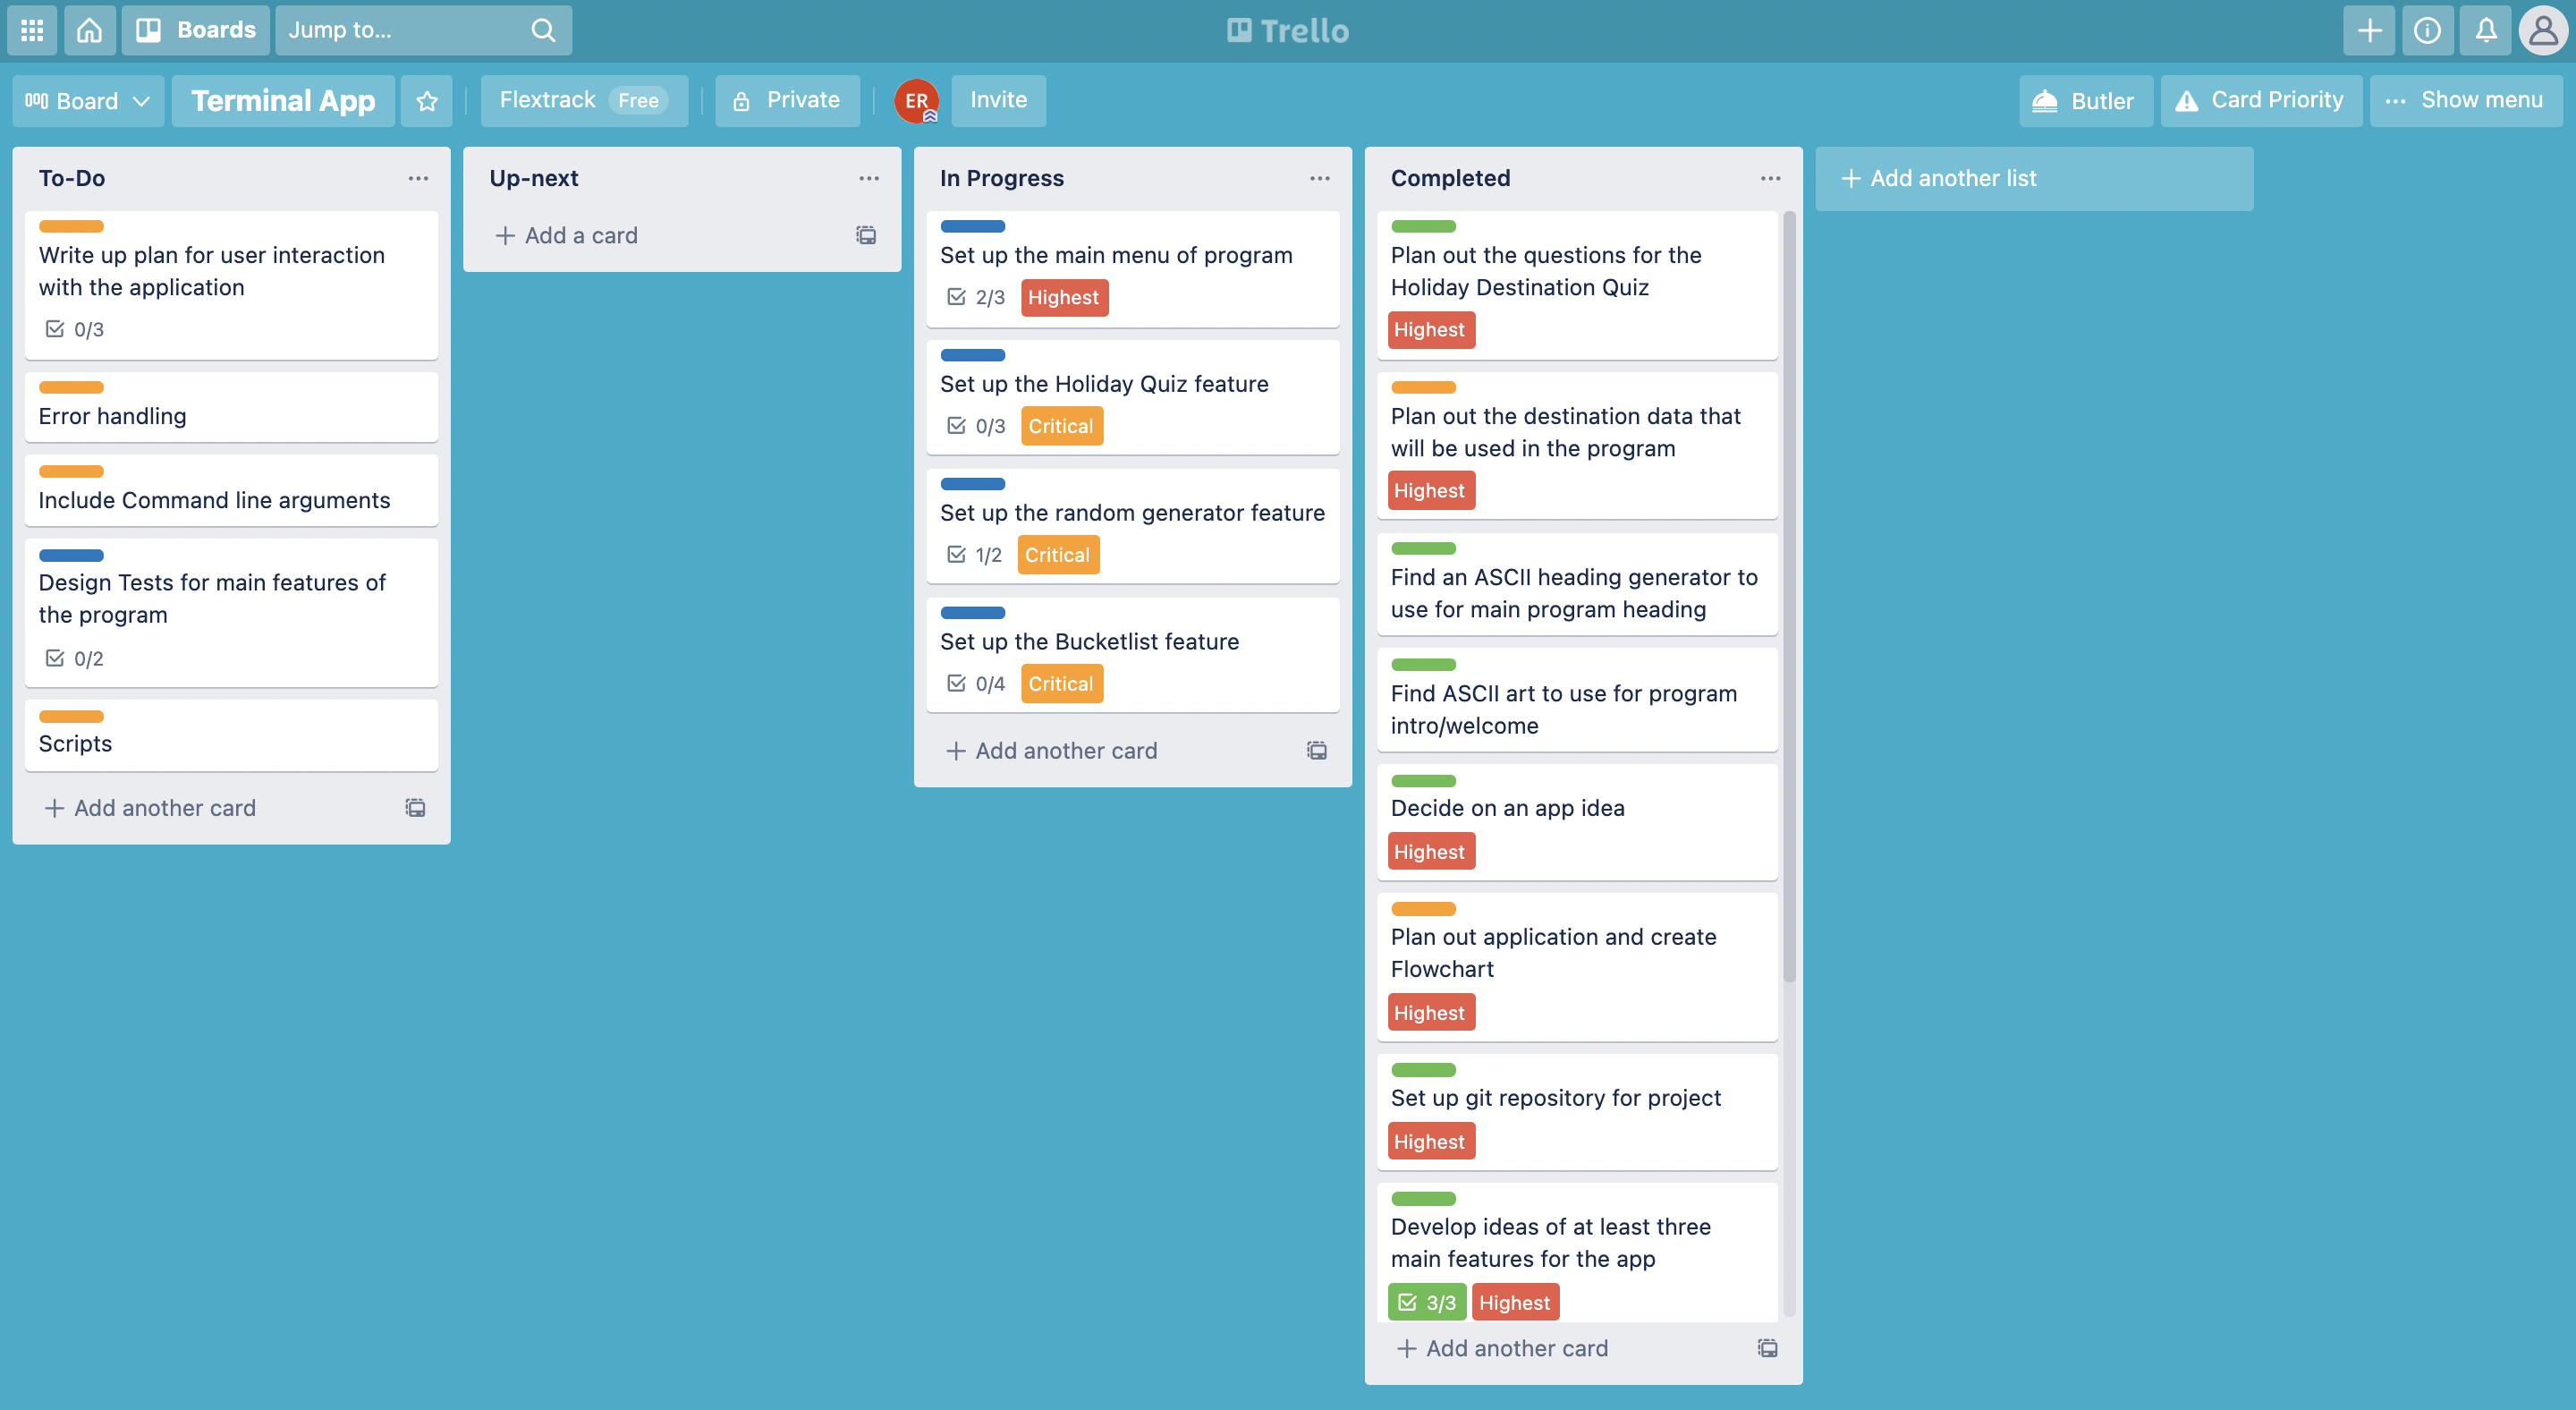 Boards
Jump to...
Trello
Board
Terminal App
Flextrack Free
Private
ER
Invite
Butler
Card Priority
Show menu
To-Do
Write up plan for user interaction
with the application
0/3
Error handling
Include Command line arguments
Design Tests for main features of
the program
0/2
Scripts
+ Add another card
Up-next
+ Add a card
In Progress
Set up the main menu of program
2/3 Highest
Set up the Holiday Quiz feature
0/3 Critical
Set up the random generator feature
1/2 Critical
Set up the Bucketlist feature
0/4 Critical
+ Add another card
Completed
Plan out the questions for the
Holiday Destination Quiz
Highest
Plan out the destination data that
will be used in the program
Highest
Find an ASCII heading generator to
use for main program heading
Find ASCII art to use for program
intro/welcome
Decide on an app idea
Highest
Plan out application and create
Flowchart
Highest
Set up git repository for project
Highest
Develop ideas of at least three
main features for the app
3/3 Highest
+ Add another card
+ Add another list